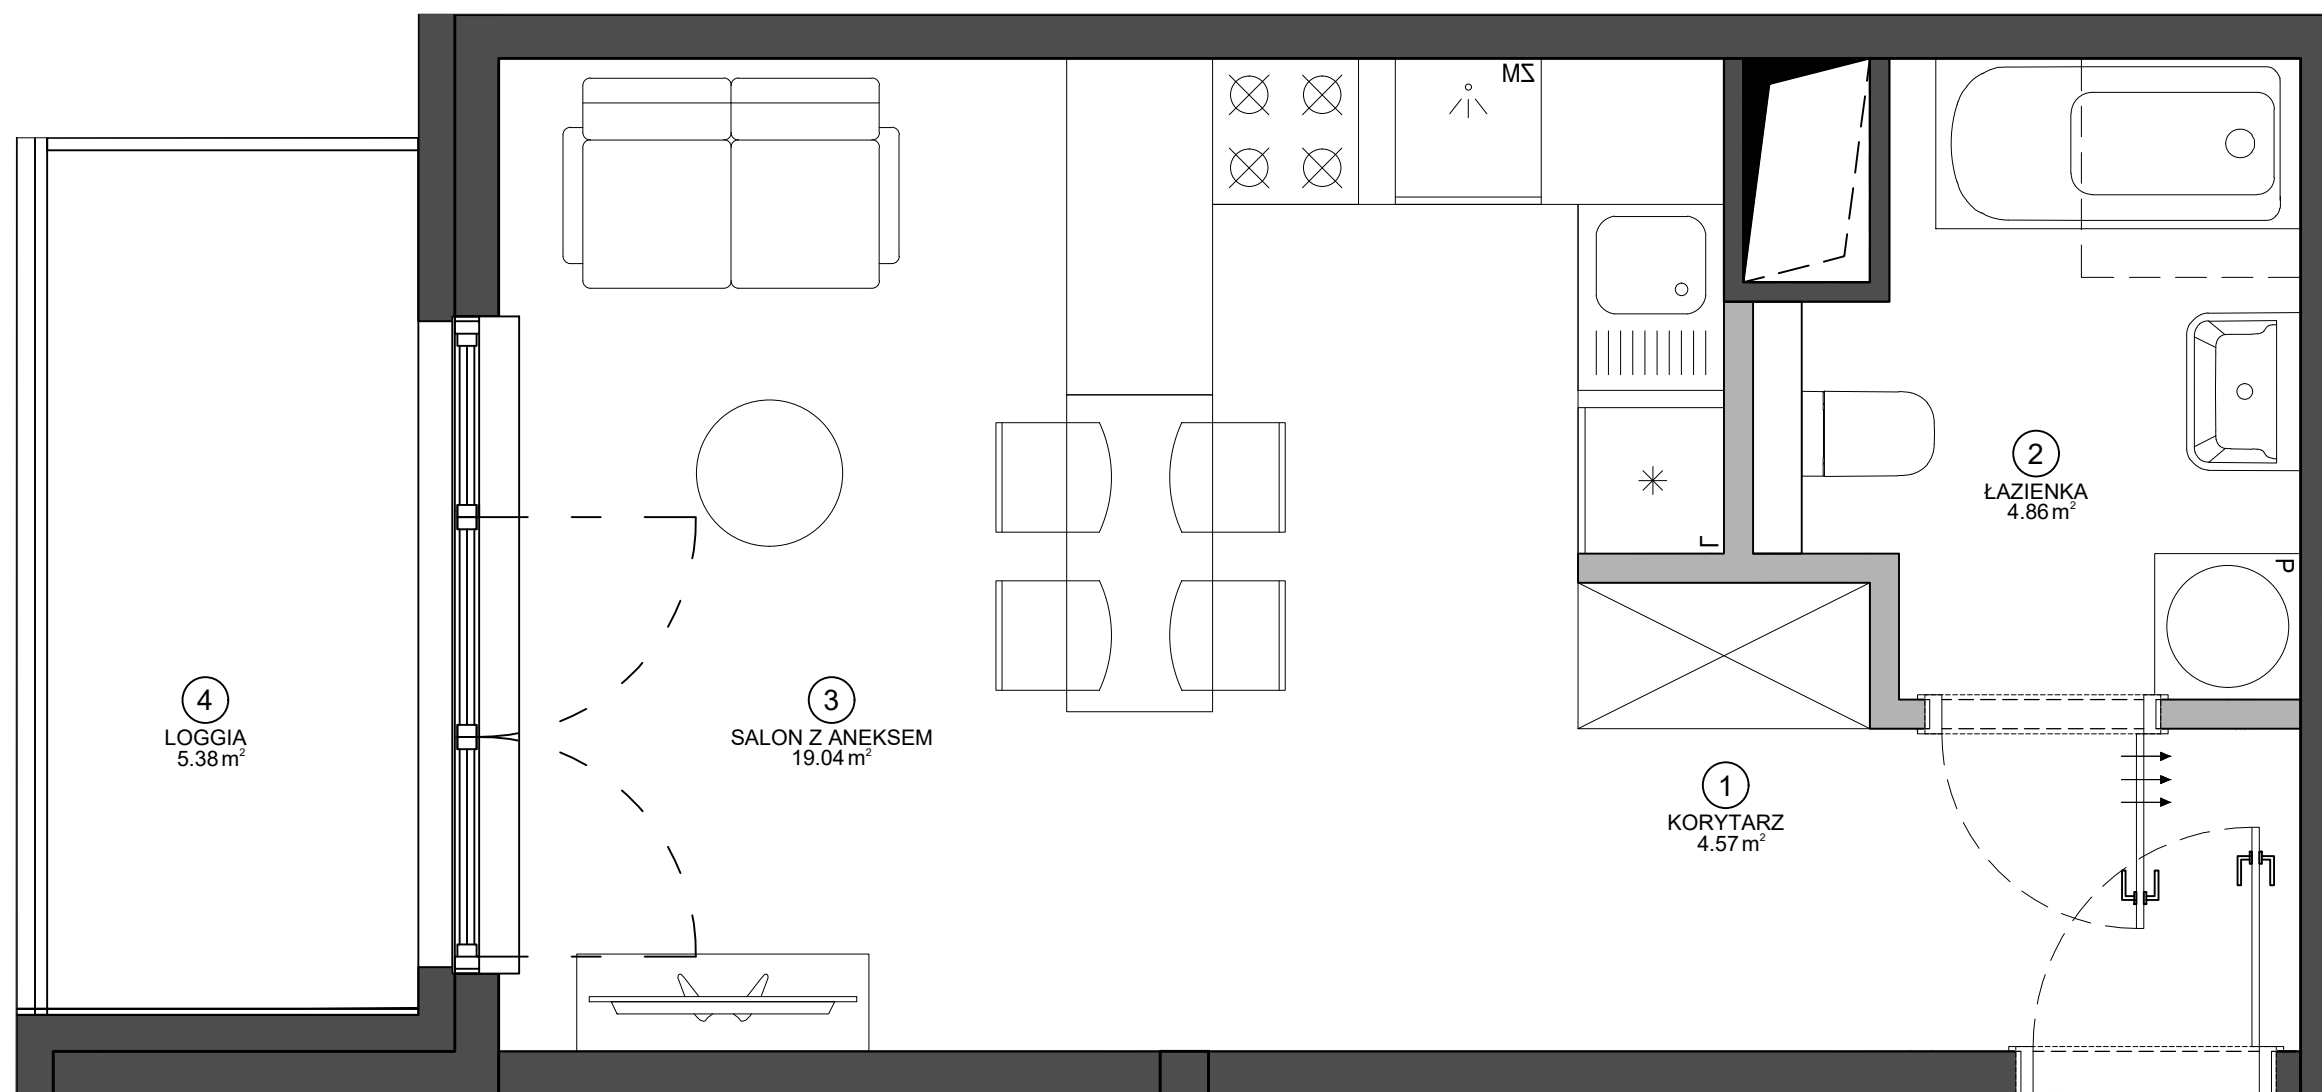 MZ
2
ŁAZIENKA
4.86 m²
L
P
4
LOGGIA
5.38 m²
3
SALON Z ANEKSEM
19.04 m²
1
KORYTARZ
4.57 m²